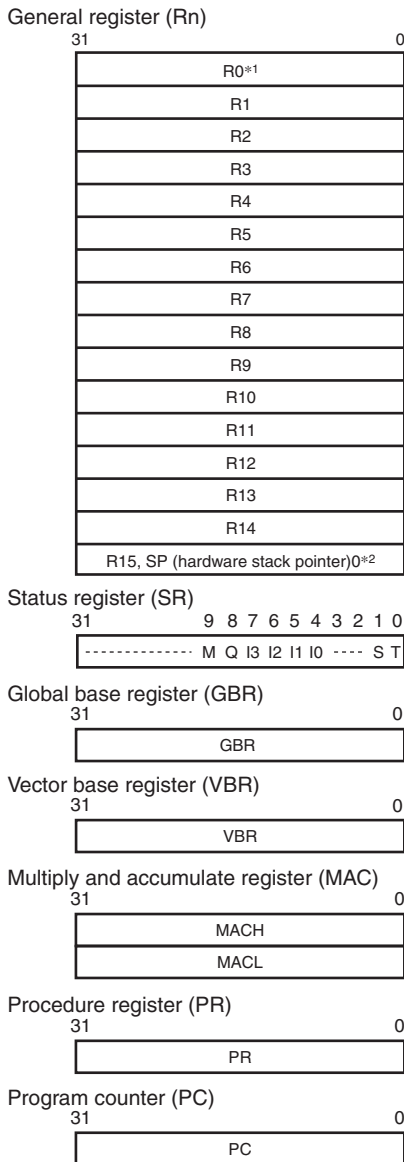 General register (Rn)
31 0
R0*1
R1
R2
R3
R4
R5
R6
R7
R8
R9
R10
R11
R12
R13
R14
R15, SP (hardware stack pointer)0*2
Status register (SR)
31 9 8 7 6 5 4 3 2 1 0
------------- M Q I3 I2 I1 I0 ---- S T
Global base register (GBR)
31 0
GBR
Vector base register (VBR)
31 0
VBR
Multiply and accumulate register (MAC)
31 0
MACH
MACL
Procedure register (PR)
31 0
PR
Program counter (PC)
31 0
PC